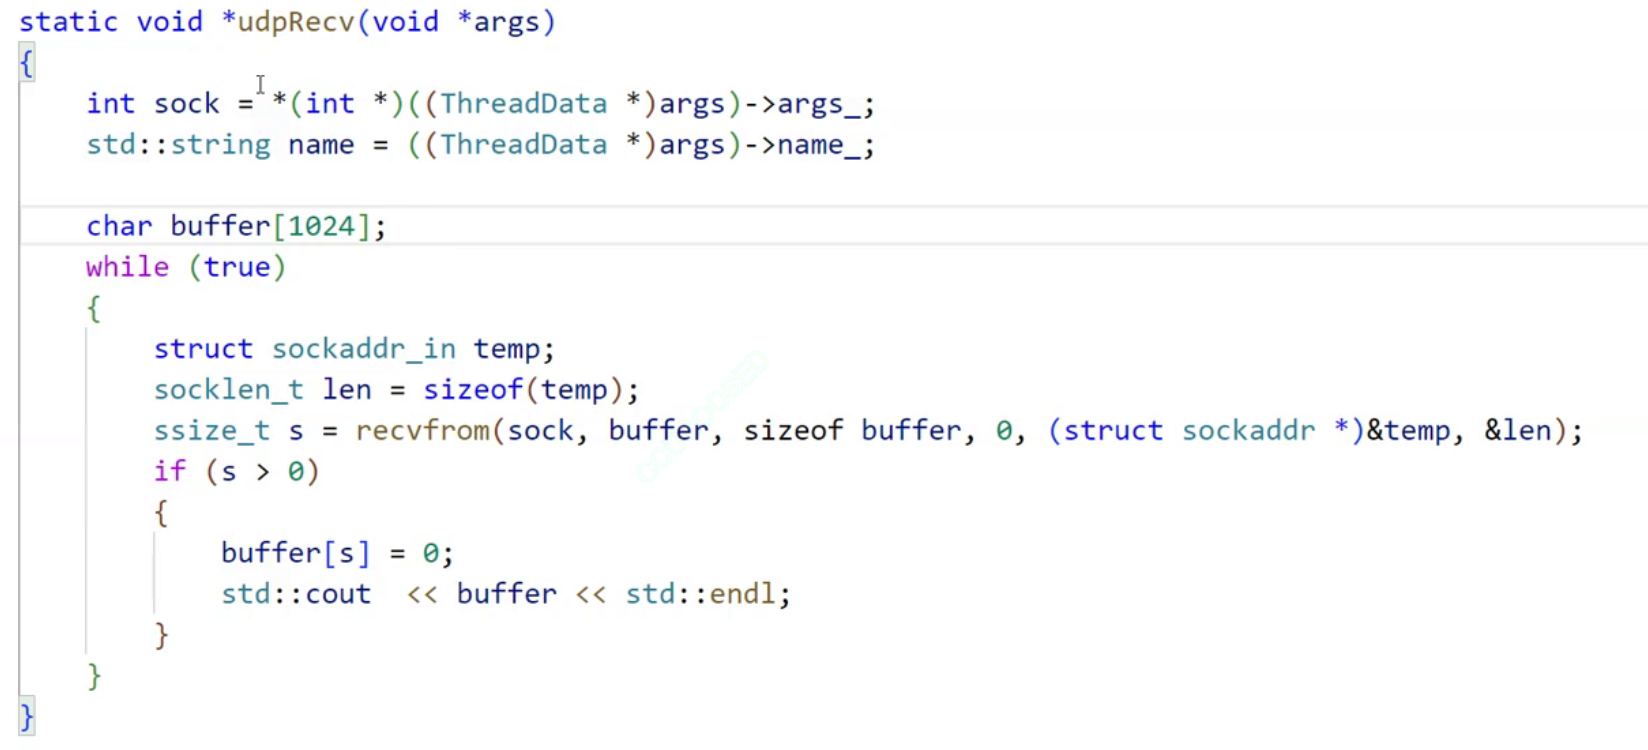 static void *udpRecv(void *args)
{
    int sock = *(int *)((ThreadData *)args)->args_;
    std::string name = ((ThreadData *)args)->name_;

    char buffer[1024];
    while (true)
    {
        struct sockaddr_in temp;
        socklen_t len = sizeof(temp);
        ssize_t s = recvfrom(sock, buffer, sizeof buffer, 0, (struct sockaddr *)&temp, &len);
        if (s > 0)
        {
            buffer[s] = 0;
            std::cout  << buffer << std::endl;
        }
    }
}